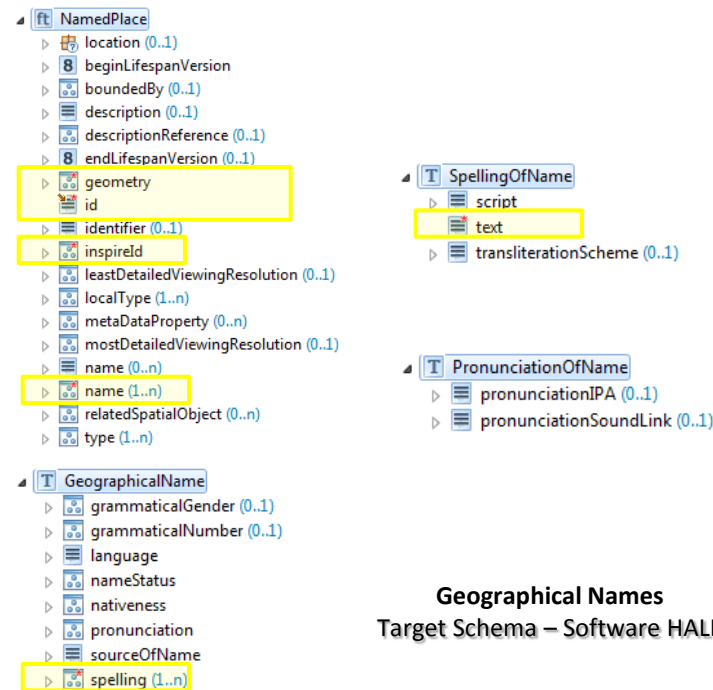 ft NamedPlace
location (0..1)
8 beginLifespanVersion
boundedBy (0..1)
description (0..1)
descriptionReference (0..1)
8 endLifespanVersion (0..1)
geometry
id
identifier (0..1)
inspireId
leastDetailedViewingResolution (0..1)
localType (1..n)
metaDataProperty (0..n)
mostDetailedViewingResolution (0..1)
name (0..n)
name (1..n)
relatedSpatialObject (0..n)
type (1..n)
T GeographicalName
grammaticalGender (0..1)
grammaticalNumber (0..1)
language
nameStatus
nativeness
pronunciation
sourceOfName
spelling (1..n)
T SpellingOfName
script
text
transliterationScheme (0..1)
T PronunciationOfName
pronunciationIPA (0..1)
pronunciationSoundLink (0..1)
Geographical Names
Target Schema – Software HAL